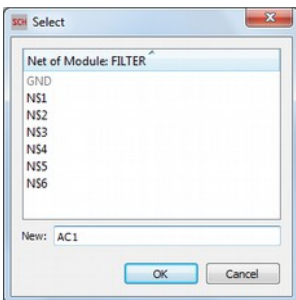 SCH Select
Net of Module: FILTER
GND
N$1
N$2
N$3
N$4
N$5
N$6
New: AC1
OK Cancel